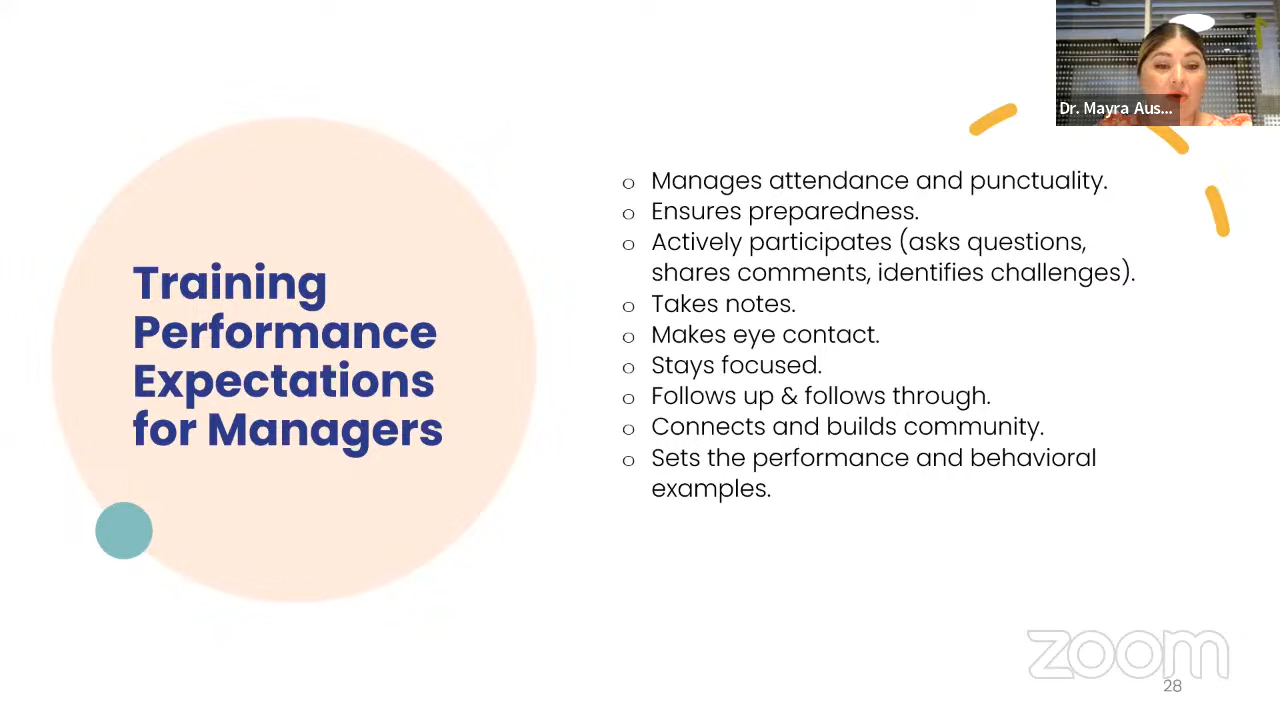 Dr. Mayra Aus...
Training
Performance
Expectations
for Managers
o Manages attendance and punctuality.
o Ensures preparedness.
o Actively participates (asks questions,
shares comments, identifies challenges).
o Takes notes.
o Makes eye contact.
o Stays focused.
o Follows up & follows through.
o Connects and builds community.
o Sets the performance and behavioral
examples.
zoom
28